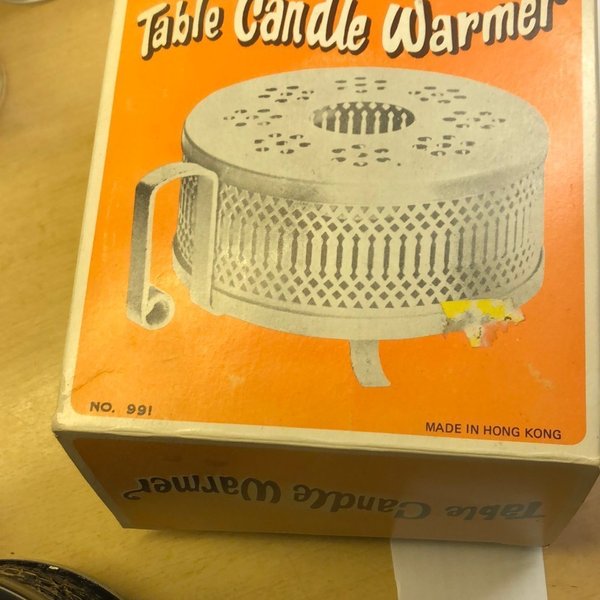 Table Candle Warmer
NO. 991
MADE IN HONG KONG
Table Candle Warmer